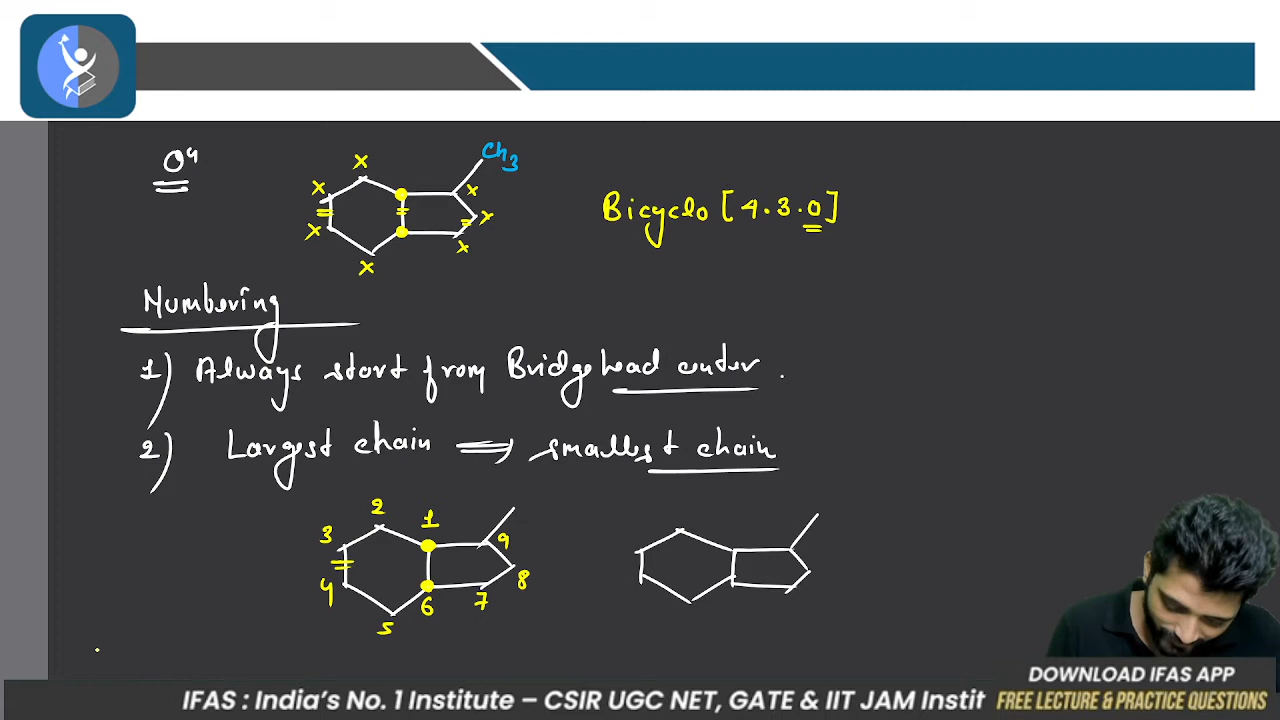 Q4
x x x x CH3 x x x
Bicyclo [4.3.0]
Numbering
1) Always start from Bridgehead center.
2) Largest chain ⇒ smallest chain
1 2 3 4 5 6 7 8 9
DOWNLOAD IFAS APP
IFAS : India's No. 1 Institute – CSIR UGC NET, GATE & IIT JAM Instit
FREE LECTURE & PRACTICE QUESTIONS